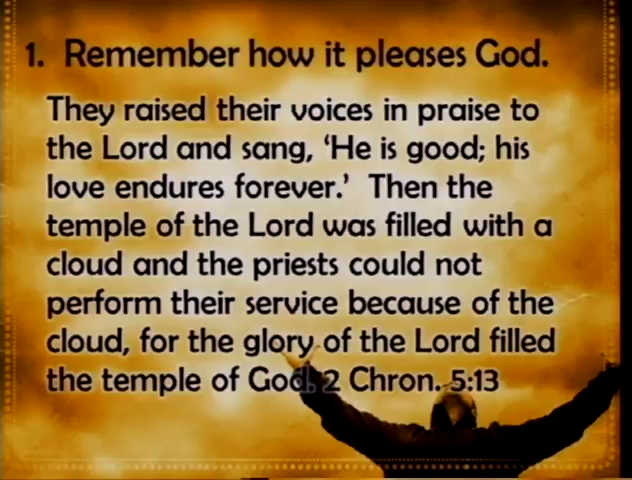 1. Remember how it pleases God.
They raised their voices in praise to
the Lord and sang, ‘He is good; his
love endures forever.’ Then the
temple of the Lord was filled with a
cloud and the priests could not
perform their service because of the
cloud, for the glory of the Lord filled
the temple of God. 2 Chron. 5:13